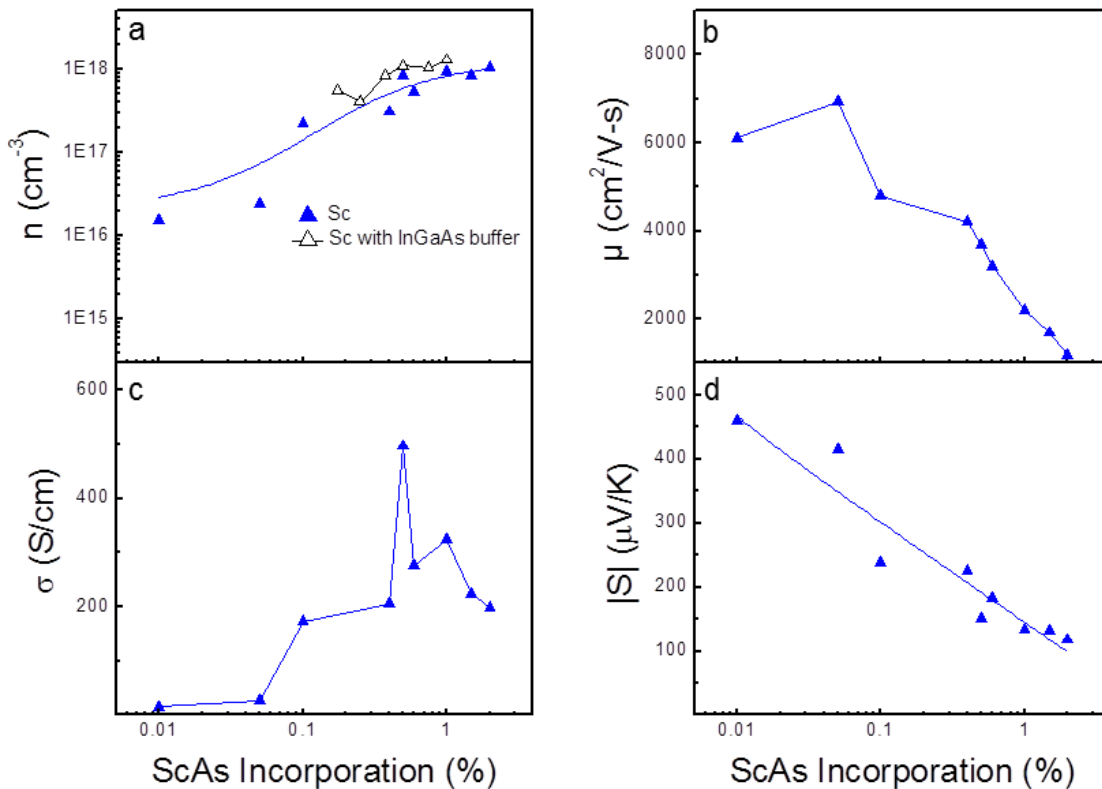 a
1E18
1E17
1E16
1E15
n (cm⁻³)
Sc
Sc with InGaAs buffer
b
8000
6000
4000
2000
µ (cm²/V-s)
c
600
400
200
σ (S/cm)
0.01
0.1
1
ScAs Incorporation (%)
d
500
400
300
200
100
|S| (µV/K)
0.01
0.1
1
ScAs Incorporation (%)